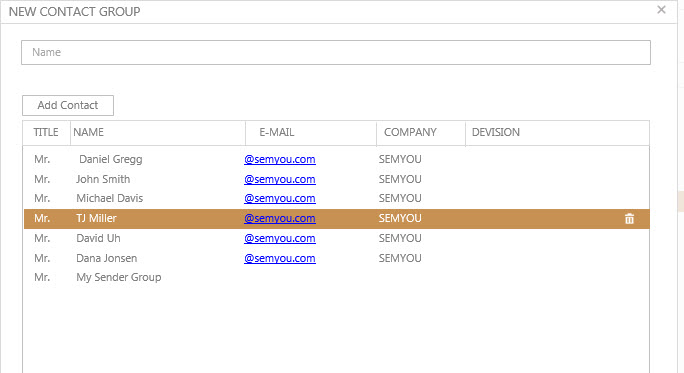 NEW CONTACT GROUP
Name
Add Contact
TITLE NAME E-MAIL COMPANY DEVISION
Mr. Daniel Gregg @semyou.com SEMYOU
Mr. John Smith @semyou.com SEMYOU
Mr. Michael Davis @semyou.com SEMYOU
Mr. TJ Miller @semyou.com SEMYOU
Mr. David Uh @semyou.com SEMYOU
Mr. Dana Jonsen @semyou.com SEMYOU
Mr. My Sender Group